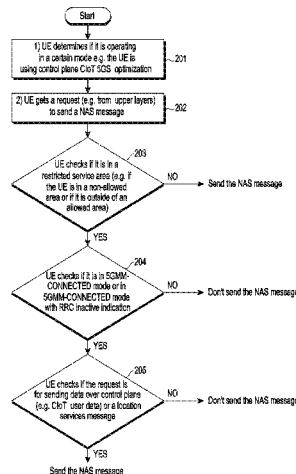 Start
1) UE determines if it is operating
in a certain mode e.g. the UE is
using control plane CIoT 5GS optimization
201
2) UE gets a request (e.g. from upper layers)
to send a NAS message
202
203
UE checks if it is in a
restricted service area (e.g. if
the UE is in a non-allowed
area or if it is outside of an
allowed area)
NO
Send the NAS message
YES
204
UE checks if it is in 5GMM-
CONNECTED mode or in
5GMM-CONNECTED mode
with RRC inactive indication
NO
Don't send the NAS message
YES
205
UE checks if the request is
for sending data over control plane
(e.g. CIoT user data) or a location
services message
NO
Don't send the NAS message
YES
Send the NAS message